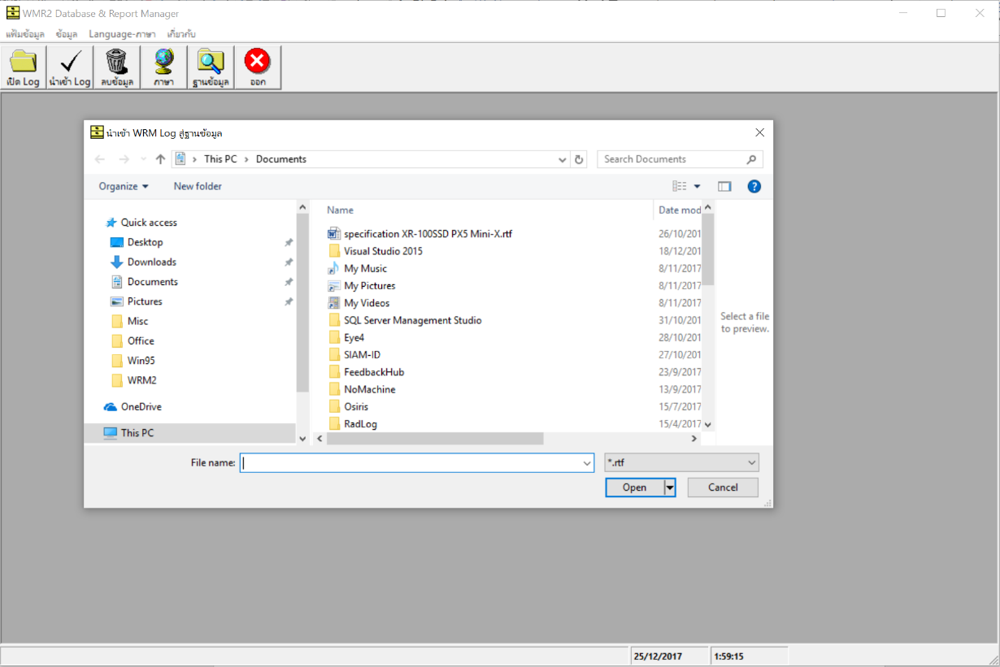 WMR2 Database & Report Manager
แฟ้มข้อมูล ข้อมูล Language-ภาษา เกี่ยวกับ
เปิด Log นำเข้า Log ลบข้อมูล ภาษา ฐานข้อมูล ออก
นำเข้า WRM Log สู่ฐานข้อมูล
This PC > Documents
Search Documents
Organize New folder
Name Date mod
Quick access
Desktop
Downloads
Documents
Pictures
Misc
Office
Win95
WRM2
OneDrive
This PC
specification XR-100SSD PX5 Mini-X.rtf 26/10/201
Visual Studio 2015 18/12/201
My Music 8/11/2017
My Pictures 8/11/2017
My Videos 8/11/2017
SQL Server Management Studio 31/10/201
Eye4 28/10/201
SIAM-ID 27/10/201
FeedbackHub 23/9/2017
NoMachine 13/9/2017
Osiris 15/7/2017
RadLog 15/4/2017
Select a file
to preview.
File name: *.rtf
Open Cancel
25/12/2017 1:59:15